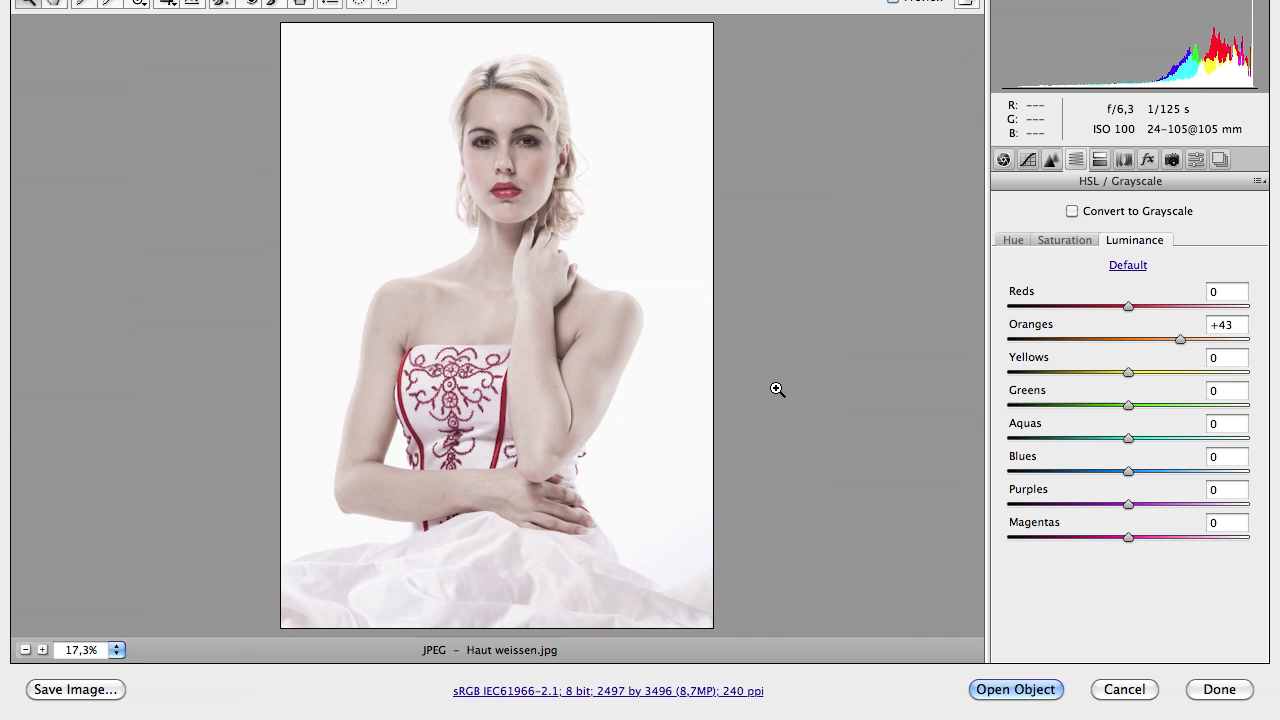 R: ---
G: ---
B: ---
f/6,3 1/125 s
ISO 100 24-105@105 mm
HSL / Grayscale
Convert to Grayscale
Hue Saturation Luminance
Default
Reds 0
Oranges +43
Yellows 0
Greens 0
Aquas 0
Blues 0
Purples 0
Magentas 0
17,3%
JPEG – Haut weissen.jpg
Save Image...
sRGB IEC61966-2.1; 8 bit; 2497 by 3496 (8,7MP); 240 ppi
Open Object
Cancel
Done